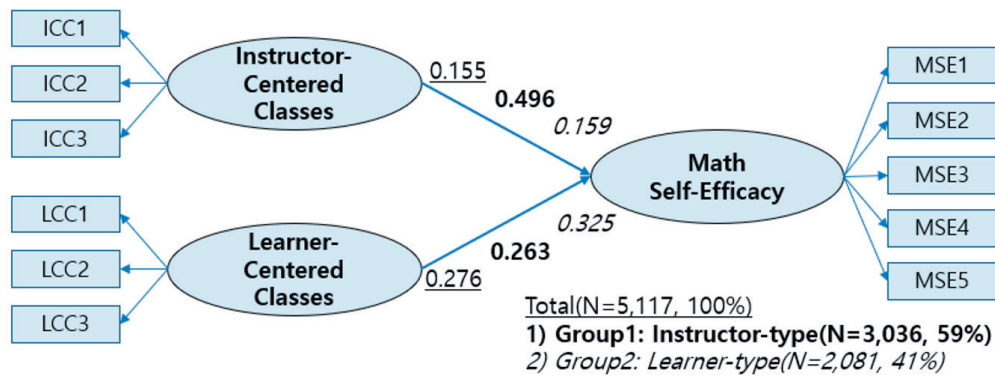 ICC1
ICC2
ICC3
Instructor-
Centered
Classes
0.155
0.496
0.159
LCC1
LCC2
LCC3
Learner-
Centered
Classes
0.325
0.263
0.276
Math
Self-Efficacy
MSE1
MSE2
MSE3
MSE4
MSE5
Total(N=5,117, 100%)
1) Group1: Instructor-type(N=3,036, 59%)
2) Group2: Learner-type(N=2,081, 41%)